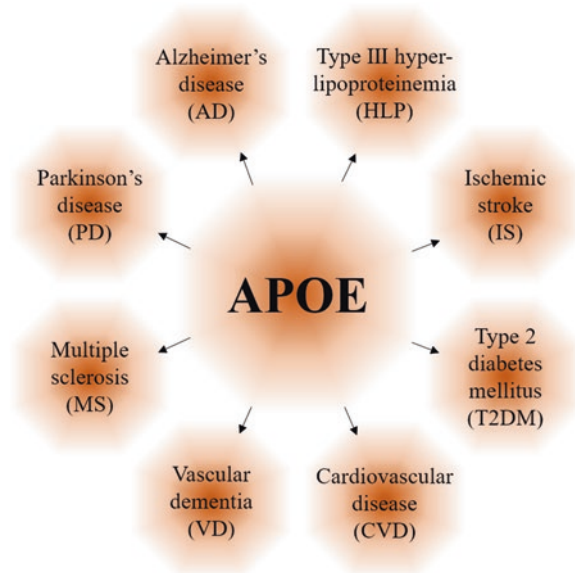 Alzheimer's
disease
(AD)
Type III hyper-
lipoproteinemia
(HLP)
Parkinson's
disease
(PD)
Ischemic
stroke
(IS)
APOE
Multiple
sclerosis
(MS)
Type 2
diabetes
mellitus
(T2DM)
Vascular
dementia
(VD)
Cardiovascular
disease
(CVD)